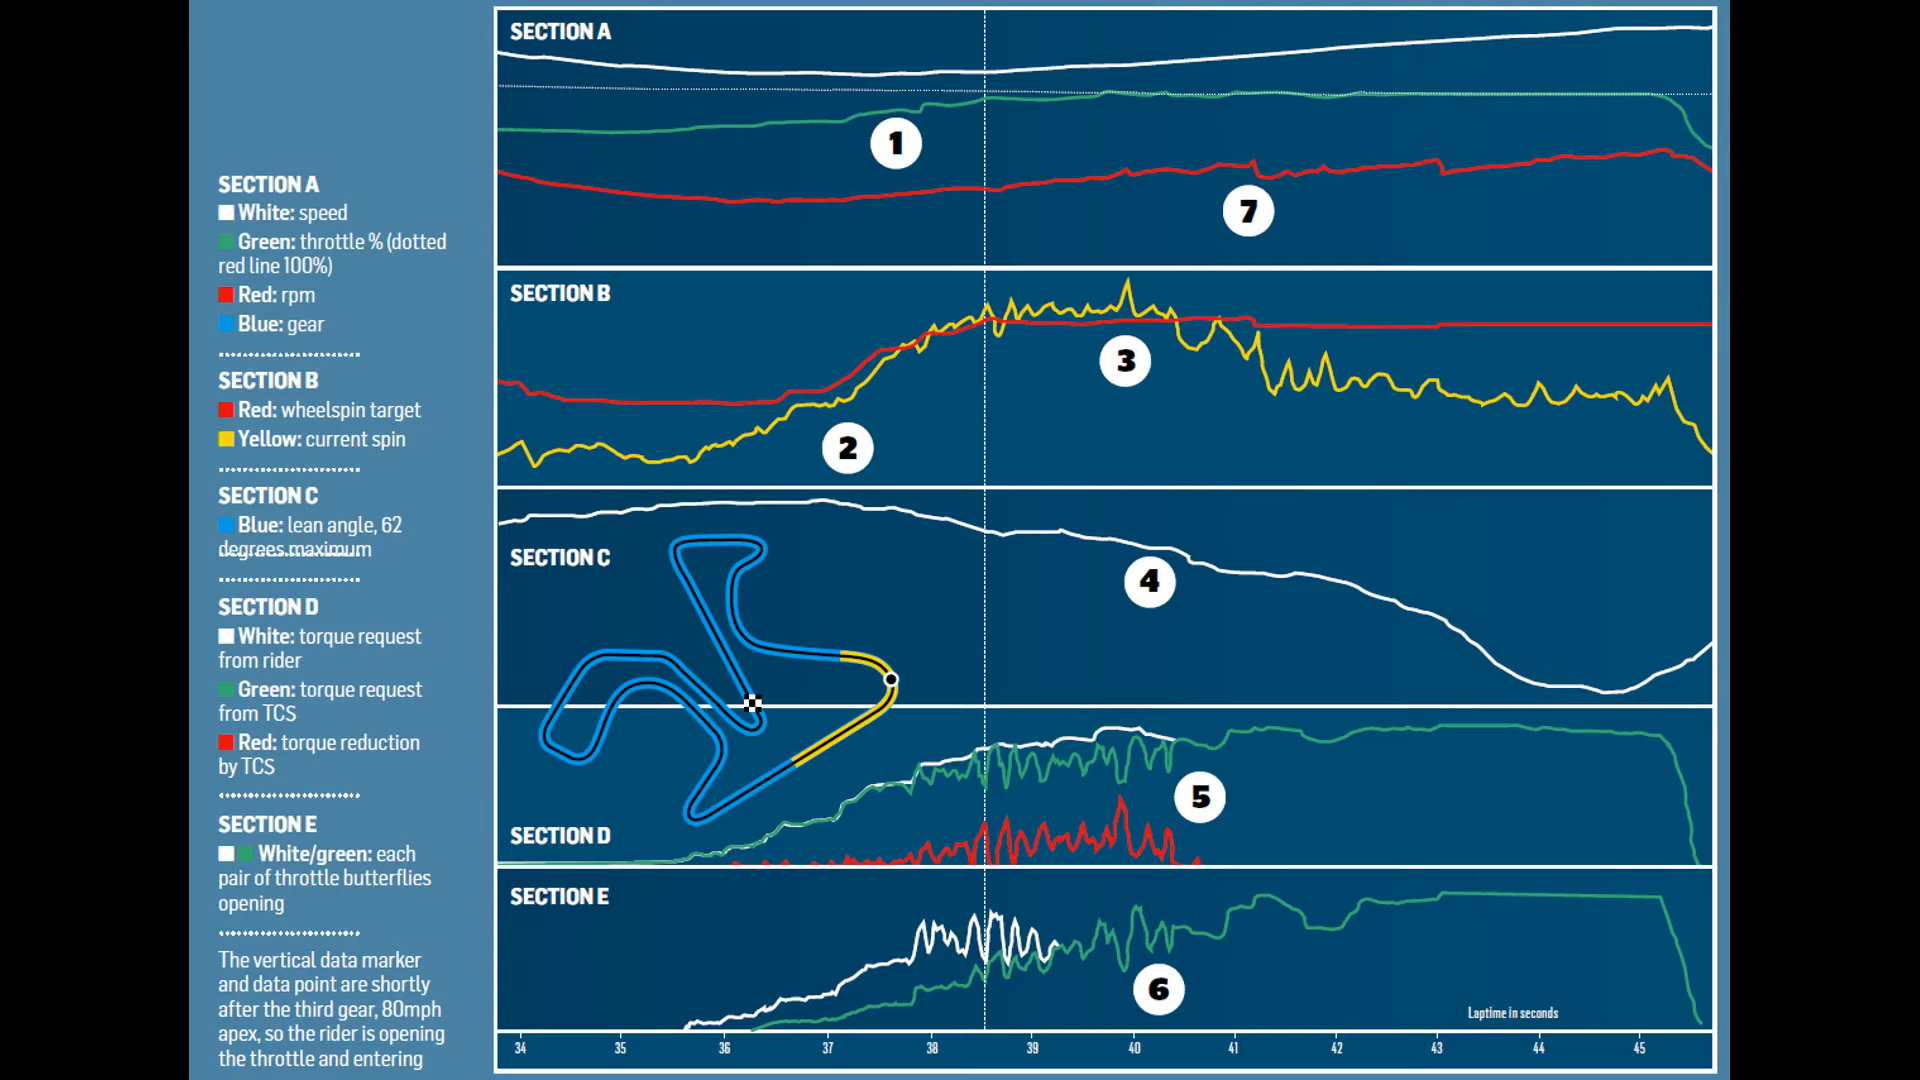 SECTION A
White: speed
Green: throttle % (dotted
red line 100%)
Red: rpm
Blue: gear
SECTION B
Red: wheelspin target
Yellow: current spin
SECTION C
Blue: lean angle, 62
degrees maximum
SECTION D
White: torque request
from rider
Green: torque request
from TCS
Red: torque reduction
by TCS
SECTION E
White/green: each
pair of throttle butterflies
opening
The vertical data marker
and data point are shortly
after the third gear, 80mph
apex, so the rider is opening
the throttle and entering
SECTION A
1
7
SECTION B
3
2
SECTION C
4
5
SECTION D
SECTION E
6
Laptime in seconds
34 35 36 37 38 39 40 41 42 43 44 45